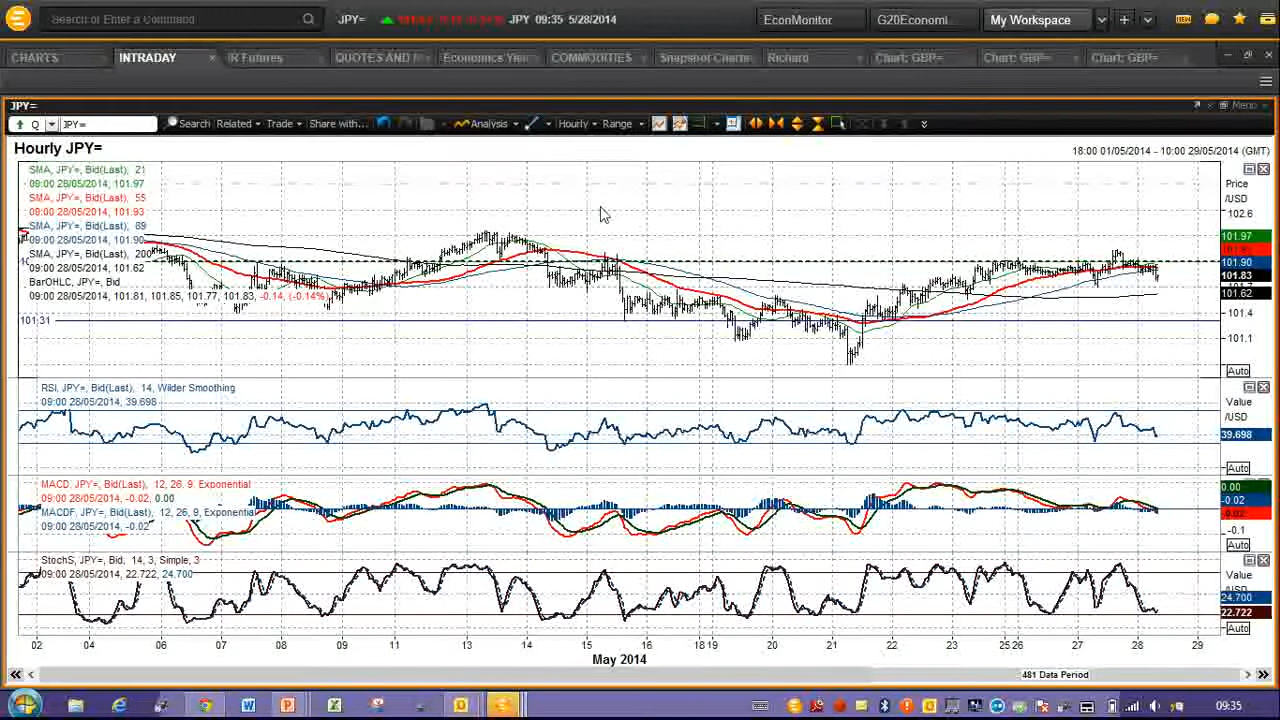 Search or Enter a Command JPY= JPY 09:35 5/28/2014 EconMonitor G20Economi My Workspace NEW
CHARTS INTRADAY IR Futures QUOTES AND N Economics Yiel COMMODITIES Snapshot Charts Richard Chart: GBP= Chart: GBP= Chart: GBP=
JPY= Menu
Q JPY= Search Related Trade Share with... Analysis Hourly Range
Hourly JPY=
18:00 01/05/2014 - 10:00 29/05/2014 (GMT)
SMA, JPY=, Bid(Last), 21
09:00 28/05/2014, 101.97
SMA, JPY=, Bid(Last), 55
09:00 28/05/2014, 101.93
SMA, JPY=, Bid(Last), 89
09:00 28/05/2014, 101.90
SMA, JPY=, Bid(Last), 200
09:00 28/05/2014, 101.62
BarOHLC, JPY=, Bid
09:00 28/05/2014, 101.81, 101.85, 101.77, 101.83, -0.14, (-0.14%)
101.31
Price
/USD
102.6
101.97
101.90
101.83
101.62
101.4
101.1
Auto
RSI, JPY=, Bid(Last), 14, Wilder Smoothing
09:00 28/05/2014, 39.698
Value
/USD
39.698
Auto
MACD, JPY=, Bid(Last), 12, 26, 9, Exponential
09:00 28/05/2014, -0.02, 0.00
MACDF, JPY=, Bid(Last), 12, 26, 9, Exponential
09:00 28/05/2014, -0.02
0.00
-0.02
-0.02
-0.1
Auto
StochS, JPY=, Bid, 14, 3, Simple, 3
09:00 28/05/2014, 22.722, 24.700
Value
/USD
24.700
22.722
Auto
02 04 05 06 07 08 09 11 12 13 14 15 16 18 19 20 21 22 23 25 26 27 28 29
May 2014
481 Data Period
09:35